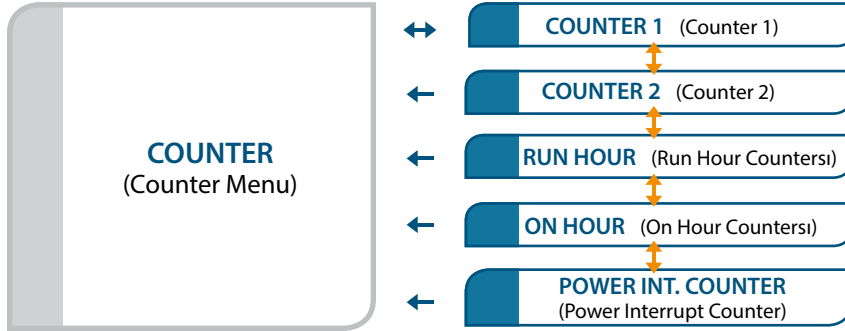 COUNTER
(Counter Menu)
COUNTER 1 (Counter 1)
COUNTER 2 (Counter 2)
RUN HOUR (Run Hour Countersı)
ON HOUR (On Hour Countersı)
POWER INT. COUNTER
(Power Interrupt Counter)